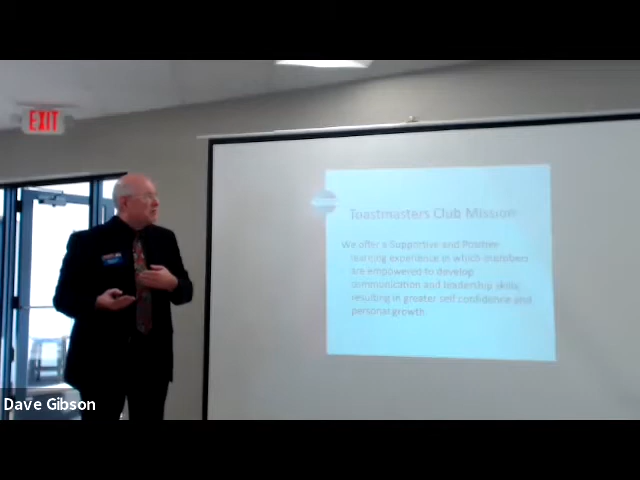 EXIT
Toastmasters Club Mission
We offer a Supportive and Positive
learning experience in which members
are empowered to develop
communication and leadership skills,
resulting in greater self confidence and
personal growth.
Dave Gibson